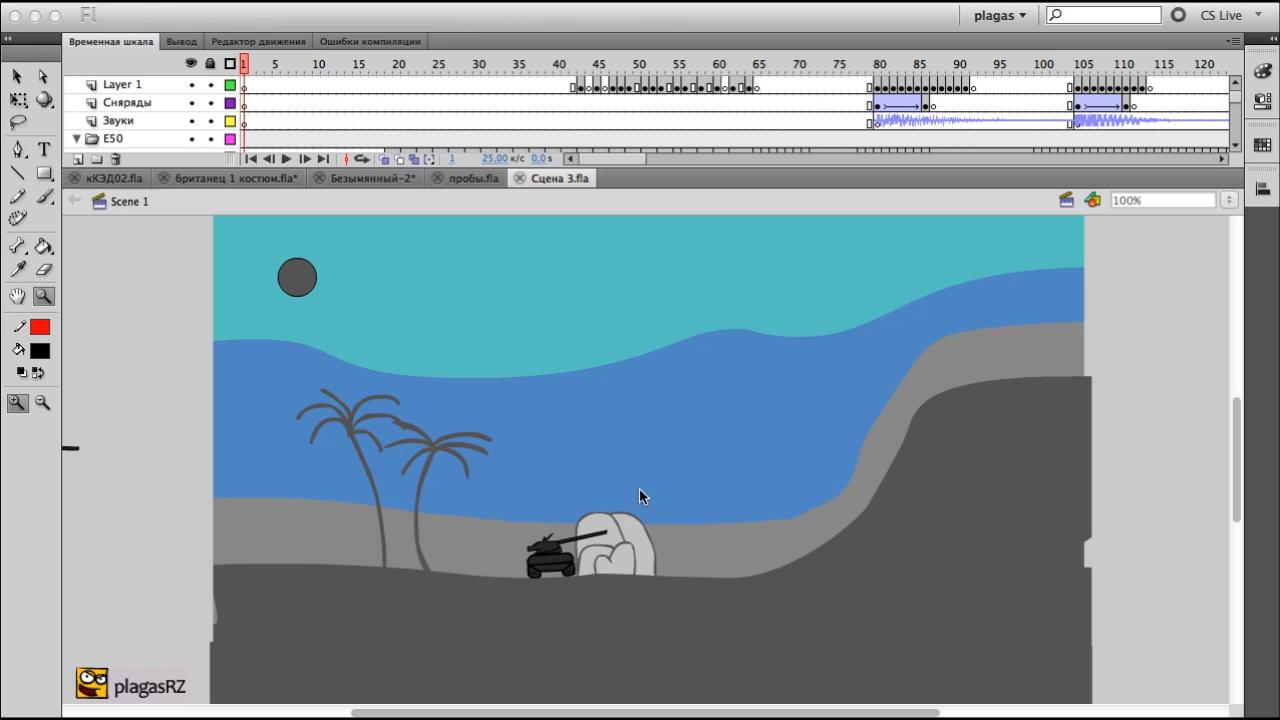 Fl plagas CS Live
Временная шкала Вывод Редактор движения Ошибки компиляции
1 5 10 15 20 25 30 35 40 45 50 55 60 65 70 75 80 85 90 95 100 105 110 115 120
Layer 1
Сняряды
Звуки
E50
1 25,00 к/с 0,0 s
кКЭД02.fla британец 1 костюм.fla* Безымянный-2* пробы.fla Сцена 3.fla
Scene 1 100%
T
plagasRZ